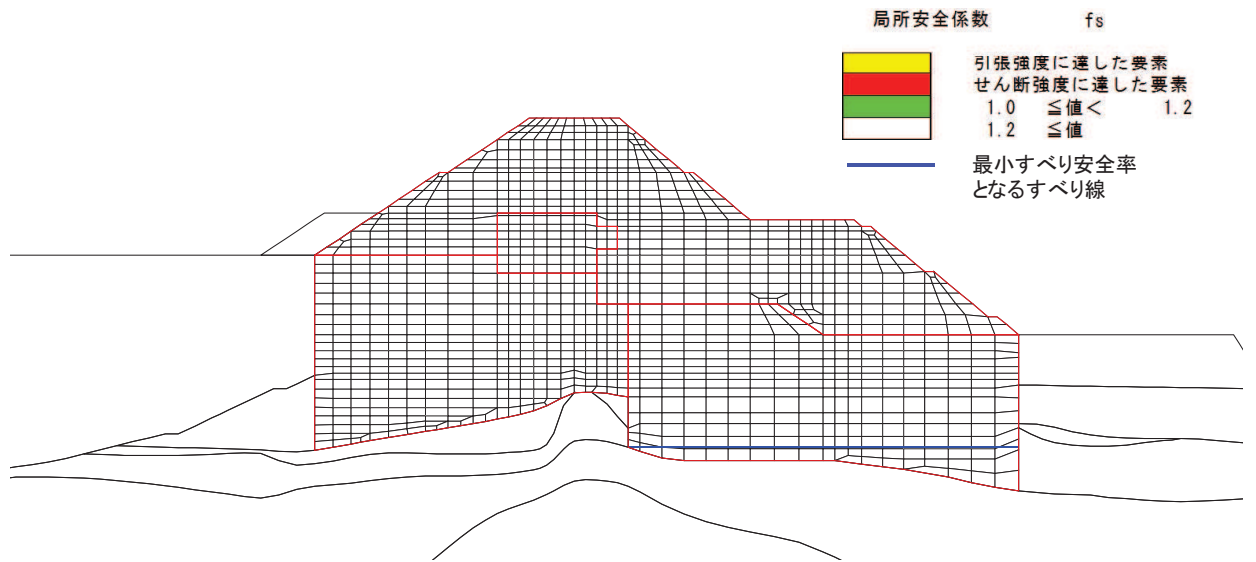 局所安全係数 fs
引張強度に達した要素
せん断強度に達した要素
1.0 ≦値< 1.2
1.2 ≦値
最小すべり安全率
となるすべり線